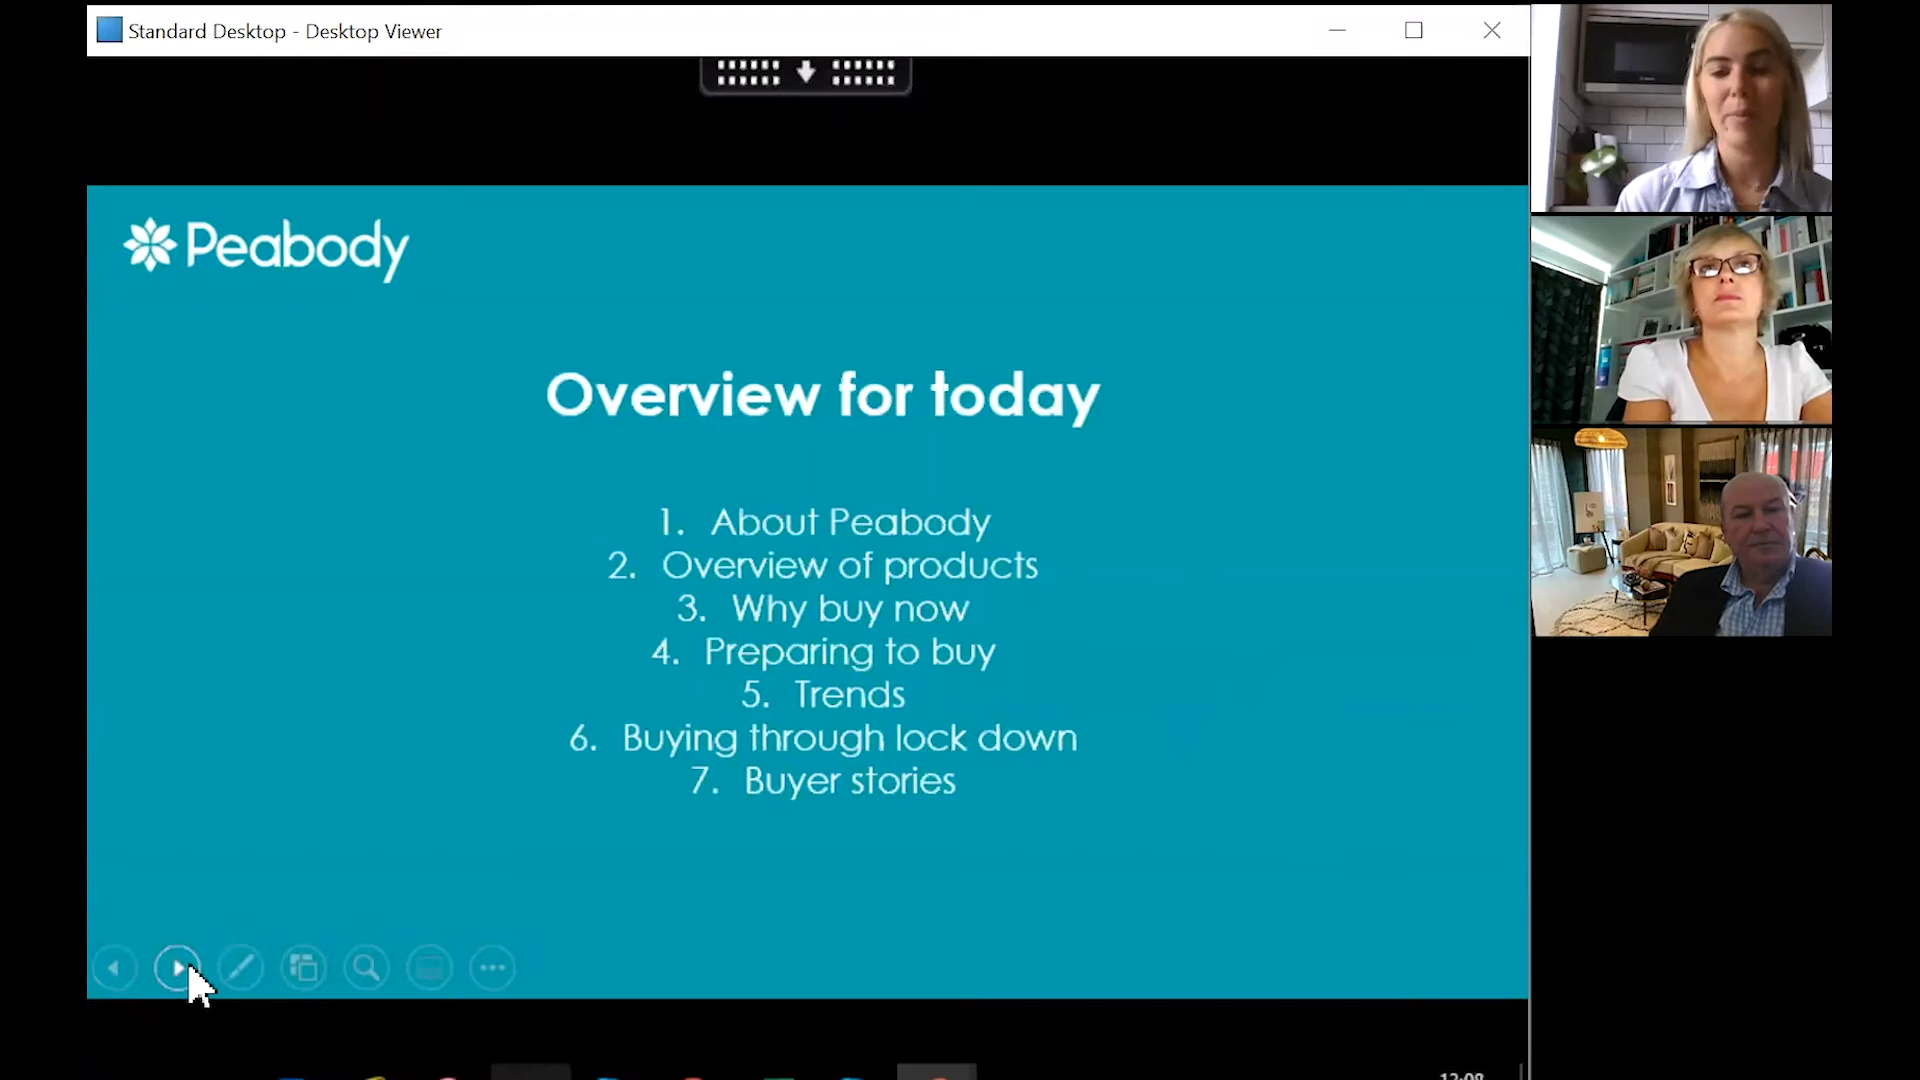 Standard Desktop - Desktop Viewer
Peabody
Overview for today
1. About Peabody
2. Overview of products
3. Why buy now
4. Preparing to buy
5. Trends
6. Buying through lock down
7. Buyer stories